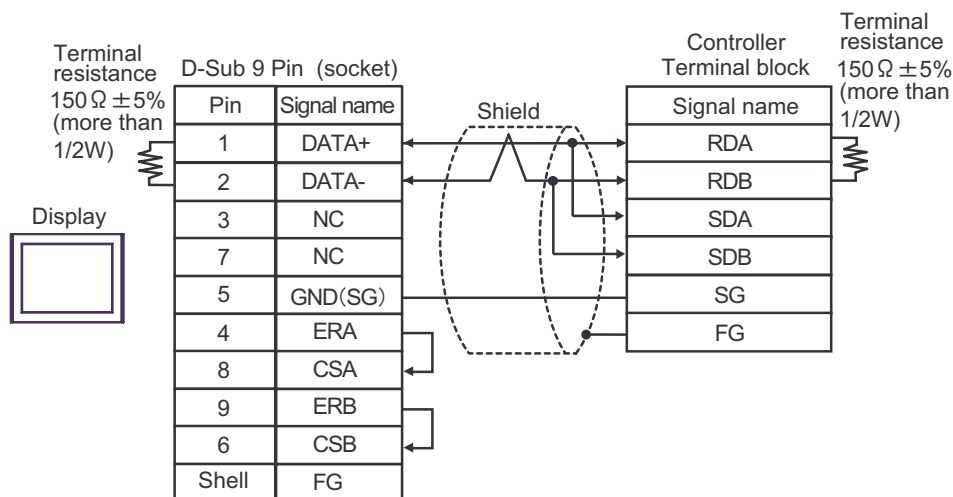 Terminal
resistance
150Ω±5%
(more than
1/2W)
D-Sub 9 Pin (socket)
Pin Signal name
1 DATA+
2 DATA-
3 NC
7 NC
5 GND(SG)
4 ERA
8 CSA
9 ERB
6 CSB
Shell FG
Display
Shield
Controller
Terminal block
Signal name
RDA
RDB
SDA
SDB
SG
FG
Terminal
resistance
150Ω±5%
(more than
1/2W)